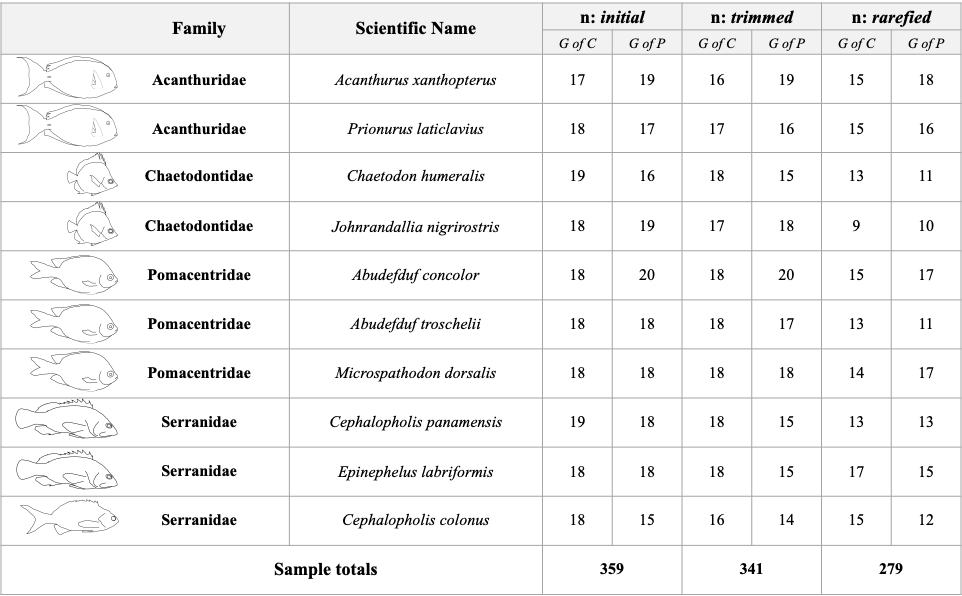 Family Scientific Name n: initial n: trimmed n: rarefied
G of C G of P G of C G of P G of C G of P
Acanthuridae Acanthurus xanthopterus 17 19 16 19 15 18
Acanthuridae Prionurus laticlavius 18 17 17 16 15 16
Chaetodontidae Chaetodon humeralis 19 16 18 15 13 11
Chaetodontidae Johnrandallia nigrirostris 18 19 17 18 9 10
Pomacentridae Abudefduf concolor 18 20 18 20 15 17
Pomacentridae Abudefduf troschelii 18 18 18 17 13 11
Pomacentridae Microspathodon dorsalis 18 18 18 18 14 17
Serranidae Cephalopholis panamensis 19 18 18 15 13 13
Serranidae Epinephelus labriformis 18 18 18 15 17 15
Serranidae Cephalopholis colonus 18 15 16 14 15 12
Sample totals 359 341 279